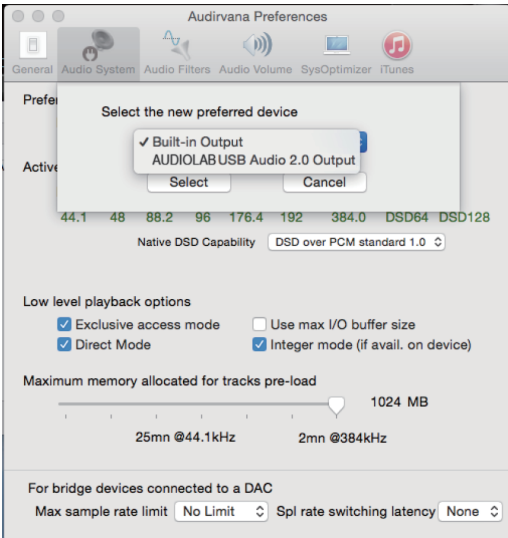 Audirvana Preferences
General Audio System Audio Filters Audio Volume SysOptimizer iTunes
Prefe
Select the new preferred device
✓ Built-in Output
AUDIOLAB USB Audio 2.0 Output
Active
Select Cancel
44.1 48 88.2 96 176.4 192 384.0 DSD64 DSD128
Native DSD Capability DSD over PCM standard 1.0
Low level playback options
Exclusive access mode Use max I/O buffer size
Direct Mode Integer mode (if avail. on device)
Maximum memory allocated for tracks pre-load
1024 MB
25mn @44.1kHz 2mn @384kHz
For bridge devices connected to a DAC
Max sample rate limit No Limit Spl rate switching latency None